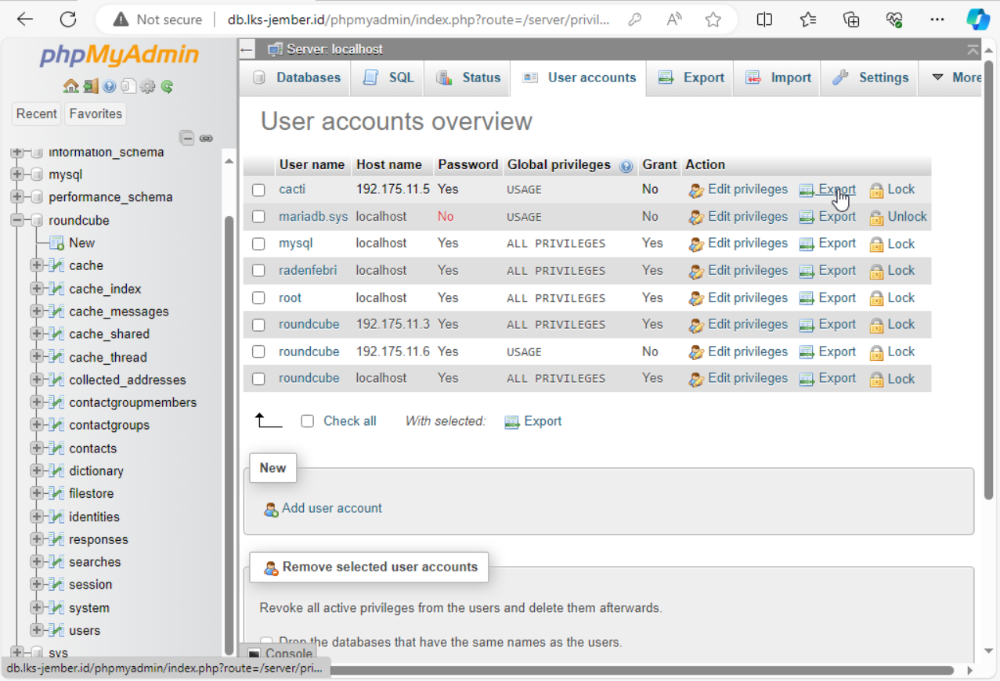 Not secure db.lks-jember.id/phpmyadmin/index.php?route=/server/privil...
phpMyAdmin
Recent Favorites
information_schema
mysql
performance_schema
roundcube
New
cache
cache_index
cache_messages
cache_shared
cache_thread
collected_addresses
contactgroupmembers
contactgroups
contacts
dictionary
filestore
identities
responses
searches
session
system
users
sys
db.lks-jember.id/phpmyadmin/index.php?route=/server/pri...
Server: localhost
Databases SQL Status User accounts Export Import Settings More
User accounts overview
User name Host name Password Global privileges Grant Action
cacti 192.175.11.5 Yes USAGE No Edit privileges Export Lock
mariadb.sys localhost No USAGE No Edit privileges Export Unlock
mysql localhost Yes ALL PRIVILEGES Yes Edit privileges Export Lock
radenfebri localhost Yes ALL PRIVILEGES Yes Edit privileges Export Lock
root localhost Yes ALL PRIVILEGES Yes Edit privileges Export Lock
roundcube 192.175.11.3 Yes ALL PRIVILEGES Yes Edit privileges Export Lock
roundcube 192.175.11.6 Yes USAGE No Edit privileges Export Lock
roundcube localhost Yes ALL PRIVILEGES Yes Edit privileges Export Lock
Check all With selected: Export
New
Add user account
Remove selected user accounts
Revoke all active privileges from the users and delete them afterwards.
Drop the databases that have the same names as the users.
Console